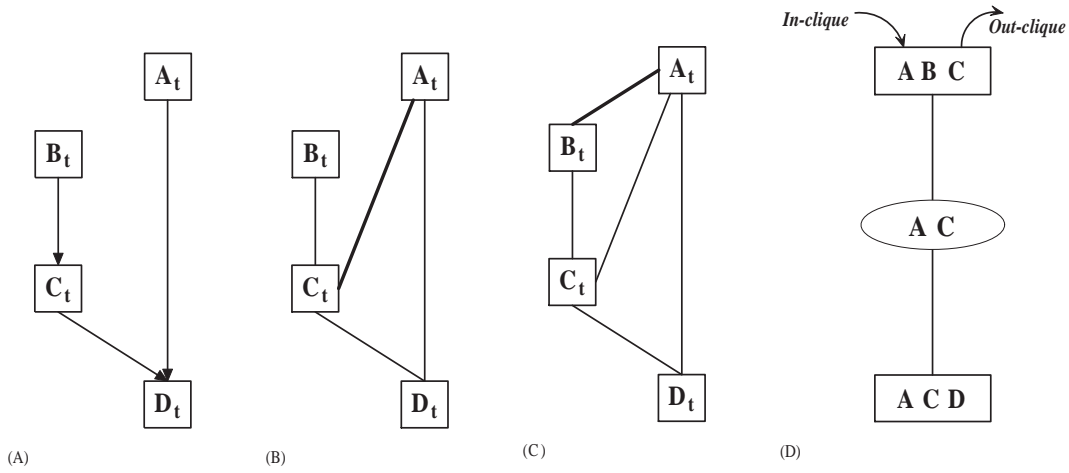 In-clique
Out-clique
A_t
B_t
C_t
D_t
(A)
A_t
B_t
C_t
D_t
(B)
A_t
B_t
C_t
D_t
(C)
A B C
A C
A C D
(D)